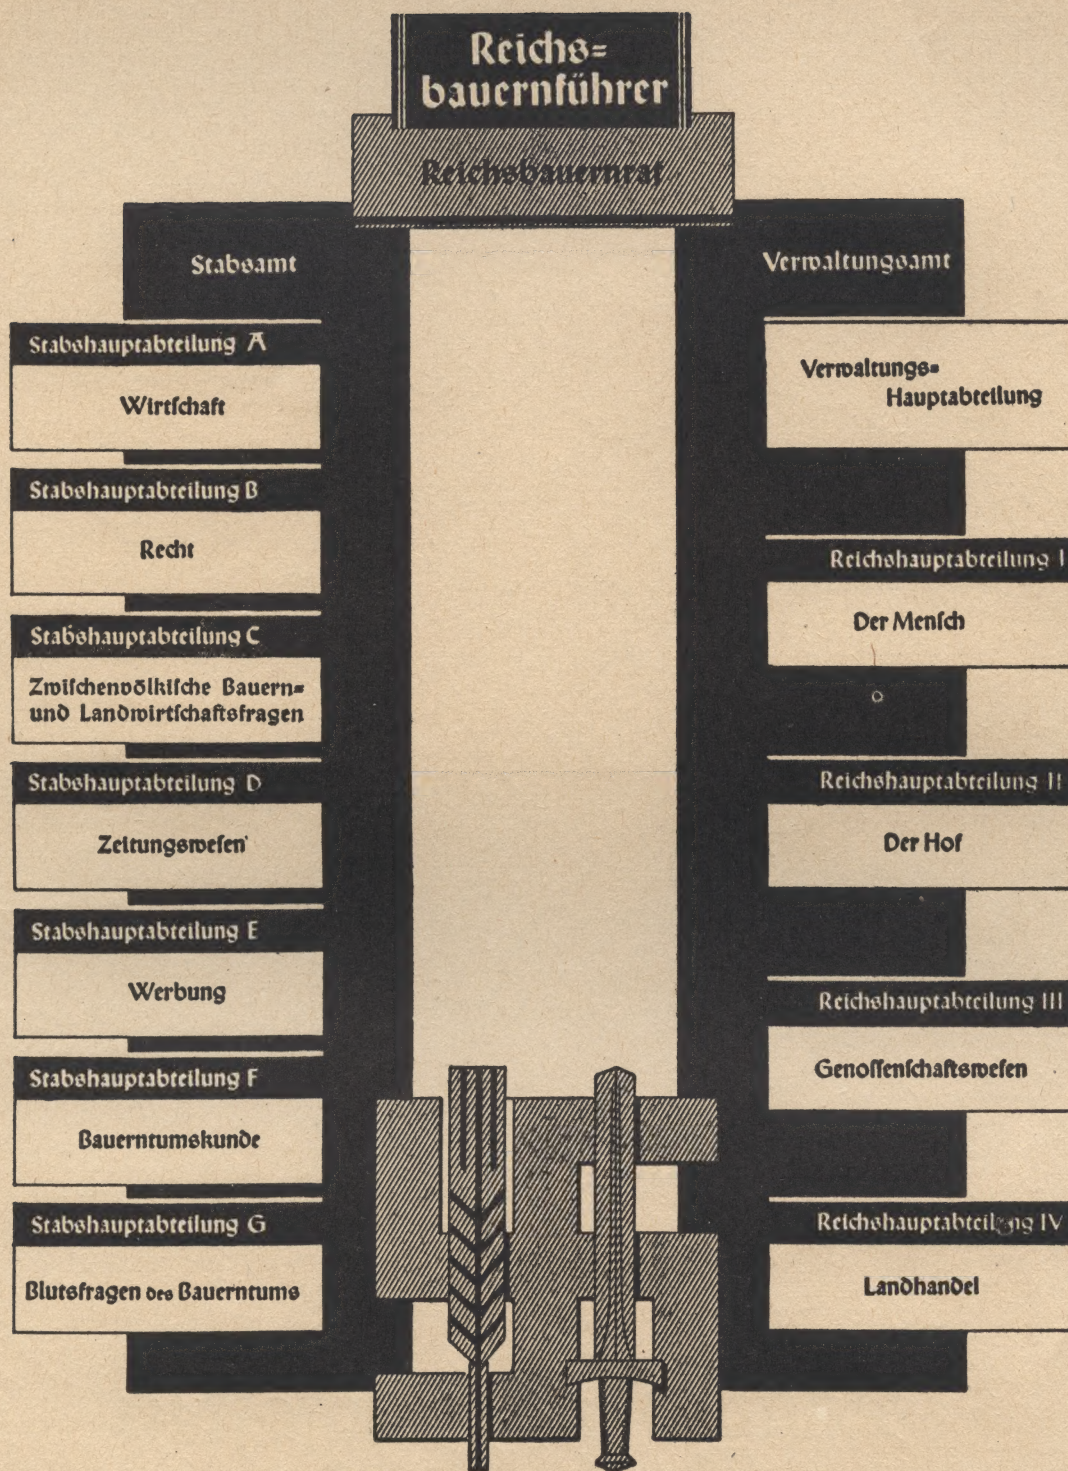 Reichs=
bauernführer
Reichsbauernrat
Stabsamt
Stabshauptabteilung A
Wirtſchaft
Stabshauptabteilung B
Recht
Stabshauptabteilung C
Zwiſchenvölkiſche Bauern=
und Landwirtſchaftsfragen
Stabshauptabteilung D
Zeitungsweſen
Stabshauptabteilung E
Werbung
Stabshauptabteilung F
Bauerntumskunde
Stabshauptabteilung G
Blutsfragen des Bauerntums
Verwaltungsamt
Verwaltungs=
Hauptabteilung
Reichshauptabteilung I
Der Menſch
Reichshauptabteilung II
Der Hof
Reichshauptabteilung III
Genoſſenſchaftsweſen
Reichshauptabteilung IV
Landhandel